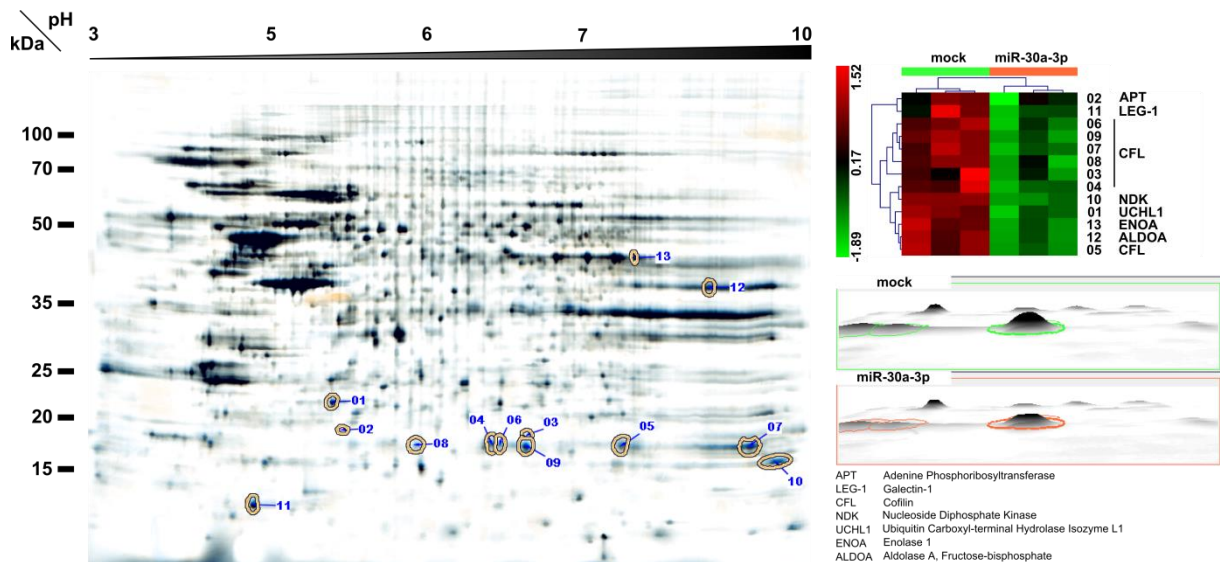 pH
kDa
3 5 6 7 10
100
70
50
35
25
20
15
13
12
01
02
04 06 03 05 07
08
09
10
11
mock miR-30a-3p
1.52
0.17
-1.89
02 APT
11 LEG-1
06
09
07
08 CFL
03
04
10 NDK
01 UCHL1
13 ENOA
12 ALDOA
05 CFL
mock
miR-30a-3p
APT Adenine Phosphoribosyltransferase
LEG-1 Galectin-1
CFL Cofilin
NDK Nucleoside Diphosphate Kinase
UCHL1 Ubiquitin Carboxyl-terminal Hydrolase Isozyme L1
ENOA Enolase 1
ALDOA Aldolase A, Fructose-bisphosphate